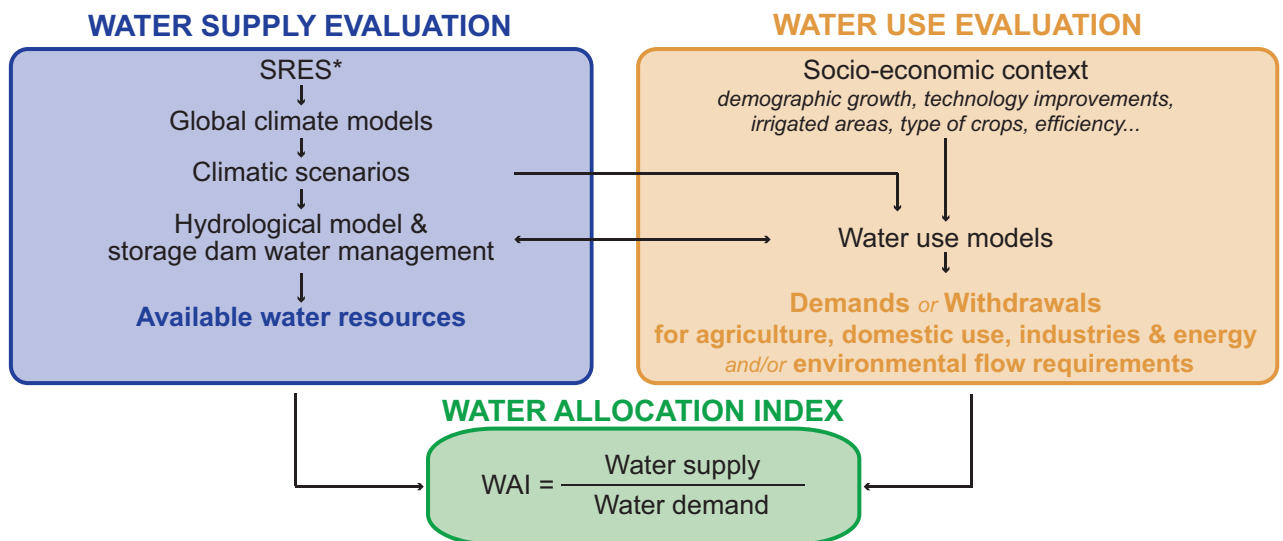 WATER SUPPLY EVALUATION
SRES*
Global climate models
Climatic scenarios
Hydrological model &
storage dam water management
Available water resources
WATER USE EVALUATION
Socio-economic context
demographic growth, technology improvements,
irrigated areas, type of crops, efficiency...
Water use models
Demands or Withdrawals
for agriculture, domestic use, industries & energy
and/or environmental flow requirements
WATER ALLOCATION INDEX
WAI =
Water supply
Water demand